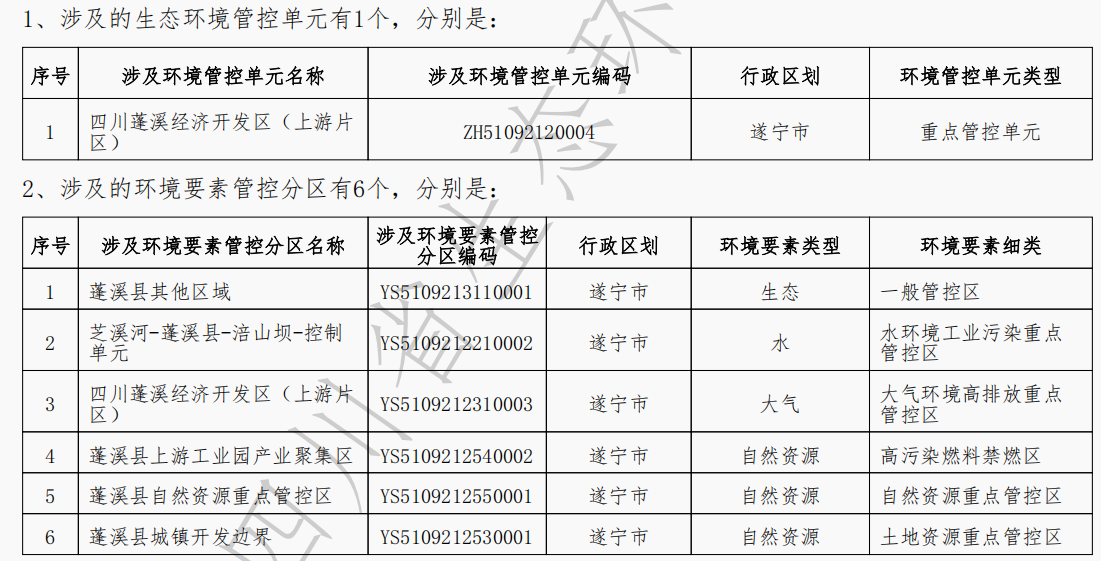 1、涉及的生态环境管控单元有1个，分别是：
序号 涉及环境管控单元名称 涉及环境管控单元编码 行政区划 环境管控单元类型
1 四川蓬溪经济开发区（上游片区） ZH51092120004 遂宁市 重点管控单元
2、涉及的环境要素管控分区有6个，分别是：
序号 涉及环境要素管控分区名称 涉及环境要素管控分区编码 行政区划 环境要素类型 环境要素细类
1 蓬溪县其他区域 YS5109213110001 遂宁市 生态 一般管控区
2 芝溪河-蓬溪县-涪山坝-控制单元 YS5109212210002 遂宁市 水 水环境工业污染重点管控区
3 四川蓬溪经济开发区（上游片区） YS5109212310003 遂宁市 大气 大气环境高排放重点管控区
4 蓬溪县上游工业园产业聚集区 YS5109212540002 遂宁市 自然资源 高污染燃料禁燃区
5 蓬溪县自然资源重点管控区 YS5109212550001 遂宁市 自然资源 自然资源重点管控区
6 蓬溪县城镇开发边界 YS5109212530001 遂宁市 自然资源 土地资源重点管控区
四川省生态环